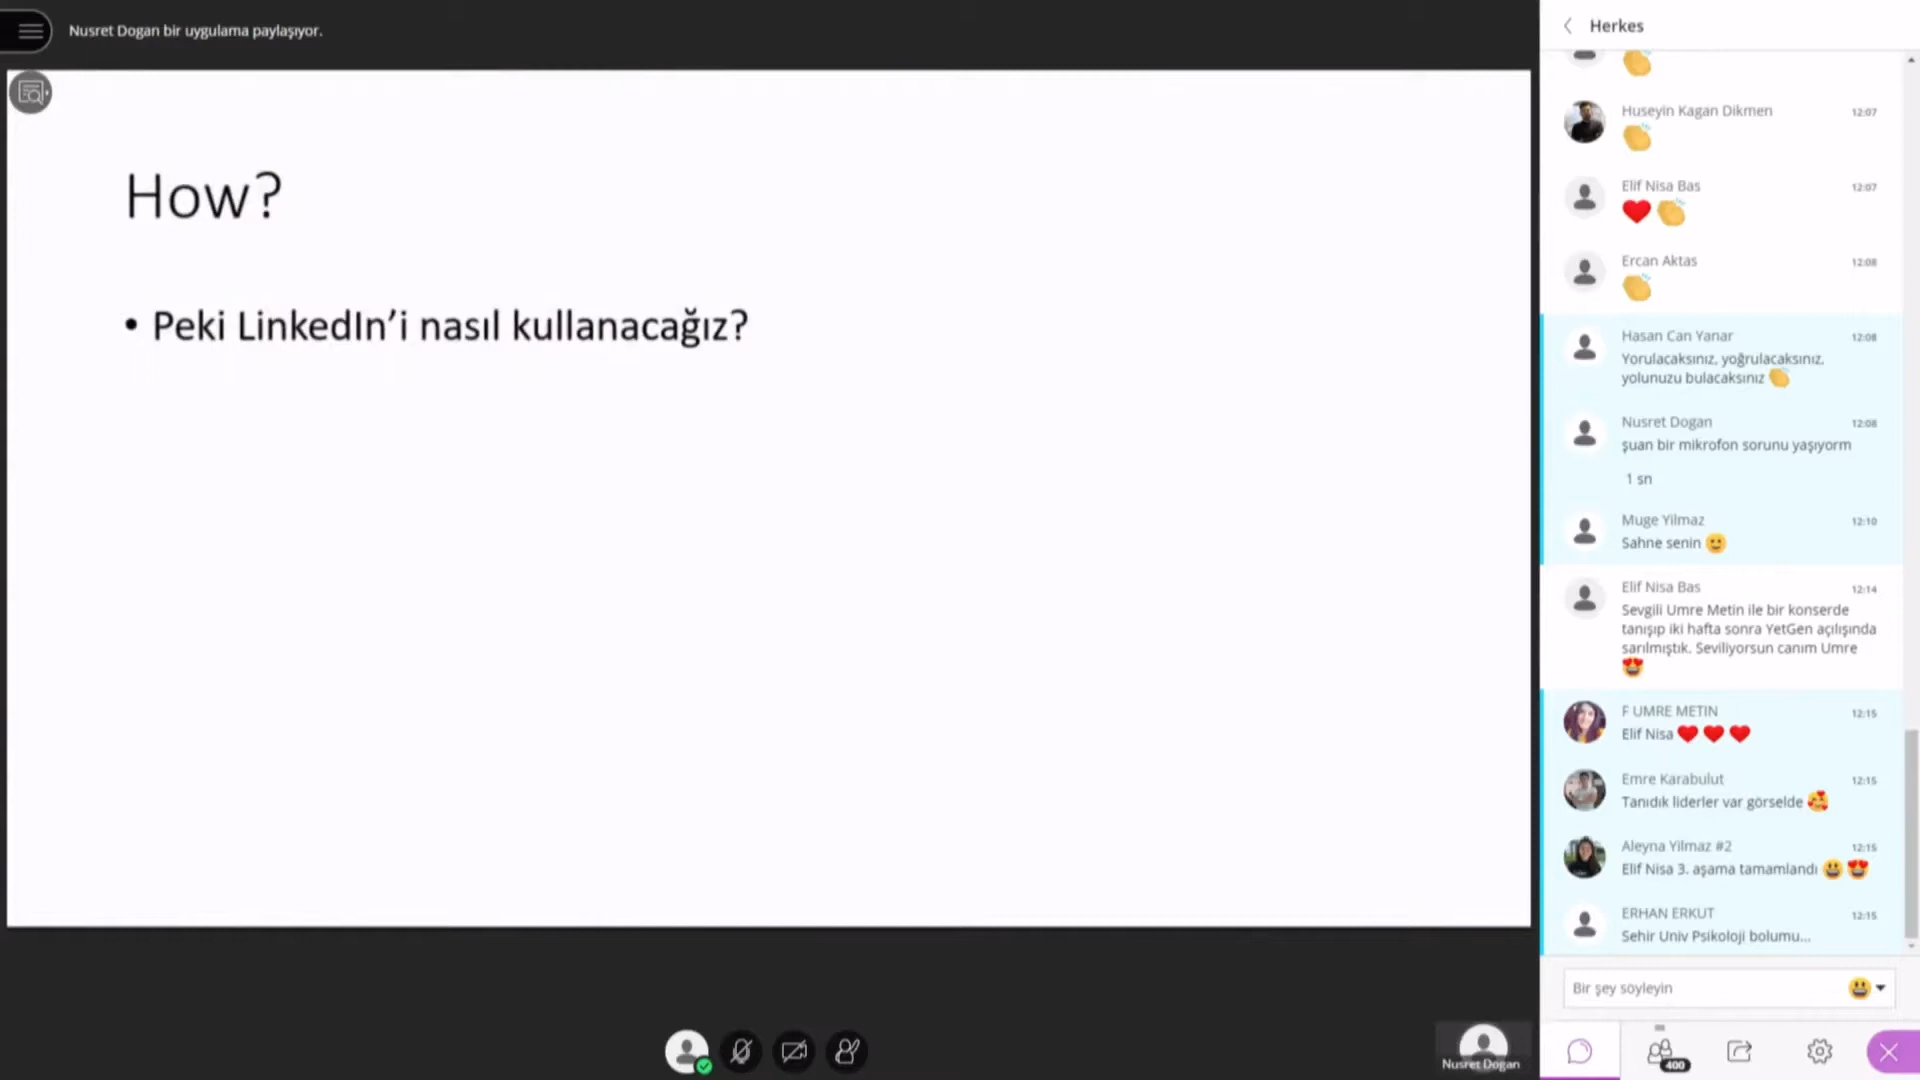 Nusret Dogan bir uygulama paylaşıyor.
How?
• Peki LinkedIn’i nasıl kullanacağız?
Nusret Dogan
Herkes
Huseyin Kagan Dikmen 12:07
Elif Nisa Bas 12:07
Ercan Aktas 12:08
Hasan Can Yanar 12:08
Yorulacaksınız, yoğrulacaksınız,
yolunuzu bulacaksınız
Nusret Dogan 12:08
şuan bir mikrofon sorunu yaşıyorm
1 sn
Muge Yilmaz 12:10
Sahne senin
Elif Nisa Bas 12:14
Sevgili Umre Metin ile bir konserde
tanışıp iki hafta sonra YetGen açılışında
sarılmıştık. Seviliyorsun canım Umre
F UMRE METIN 12:15
Elif Nisa
Emre Karabulut 12:15
Tanıdık liderler var görselde
Aleyna Yilmaz #2 12:15
Elif Nisa 3. aşama tamamlandı
ERHAN ERKUT 12:15
Sehir Univ Psikoloji bolumu...
Bir şey söyleyin
400